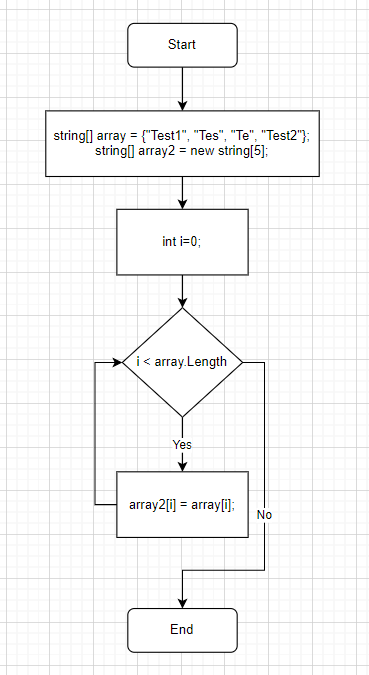 Start
string[] array = {"Test1", "Tes", "Te", "Test2"};
string[] array2 = new string[5];
int i=0;
i < array.Length
Yes
array2[i] = array[i];
No
End